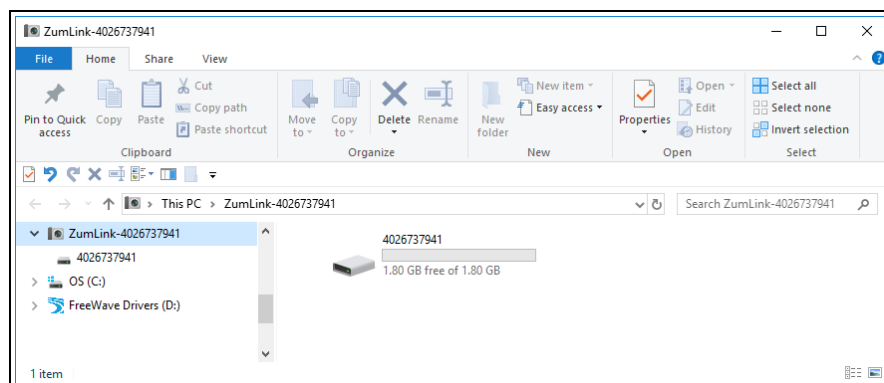 ZumLink-4026737941
File Home Share View
Pin to Quick access
Copy
Paste
Cut
Copy path
Paste shortcut
Clipboard
Move to
Copy to
Delete
Rename
Organize
New folder
New item
Easy access
New
Properties
Open
Edit
History
Open
Select all
Select none
Invert selection
Select
This PC > ZumLink-4026737941
Search ZumLink-4026737941
ZumLink-4026737941
4026737941
OS (C:)
FreeWave Drivers (D:)
4026737941
1.80 GB free of 1.80 GB
1 item